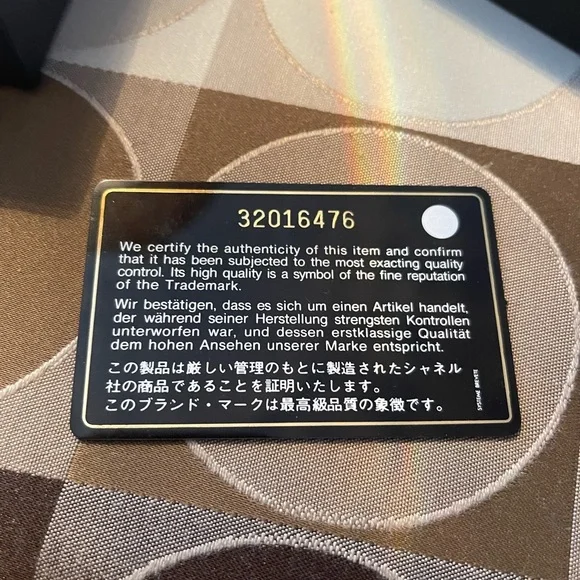 32016476
We certify the authenticity of this item and confirm
that it has been subjected to the most exacting quality
control. Its high quality is a symbol of the fine reputation
of the Trademark.
Wir bestätigen, dass es sich um einen Artikel handelt,
der während seiner Herstellung strengsten Kontrollen
unterworfen war, und dessen erstklassige Qualität
dem hohen Ansehen unserer Marke entspricht.
この製品は厳しい管理のもとに製造されたシャネル
社の商品であることを証明いたします。
このブランド・マークは最高級品質の象徴です。
SYSTEME BREVETE